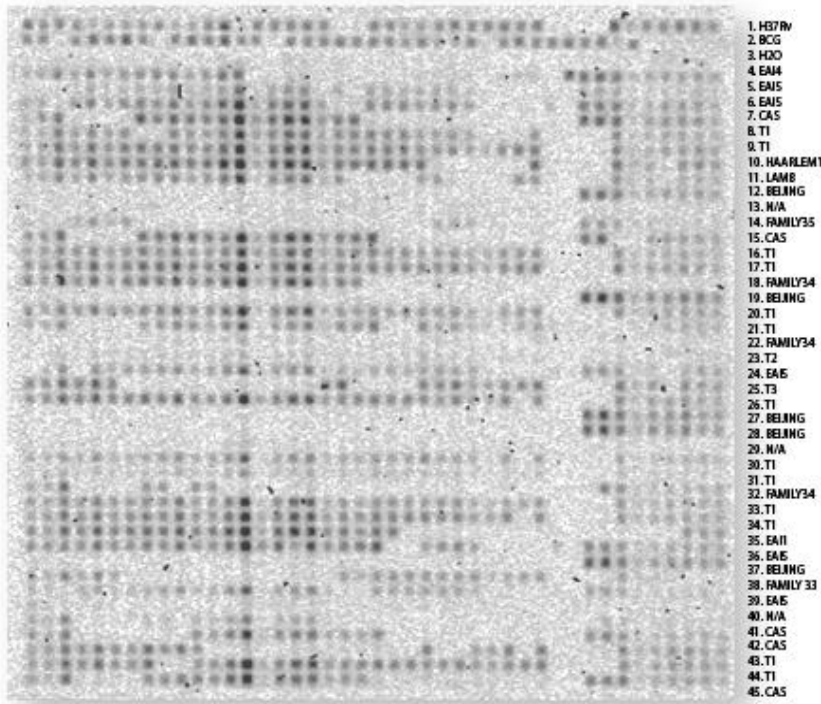 1. H37Rv
2. BCG
3. H2O
4. EAI4
5. EAI5
6. EAI5
7. CAS
8. T1
9. T1
10. HAARLEM1
11. LAM8
12. BEIJING
13. N/A
14. FAMILY35
15. CAS
16. T1
17. T1
18. FAMILY34
19. BEIJING
20. T1
21. T1
22. FAMILY34
23. T2
24. EAI5
25. T3
26. T1
27. BEIJING
28. BEIJING
29. N/A
30. T1
31. T1
32. FAMILY34
33. T1
34. T1
35. EAI1
36. EAI5
37. BEIJING
38. FAMILY 33
39. EAI5
40. N/A
41. CAS
42. CAS
43. T1
44. T1
45. CAS